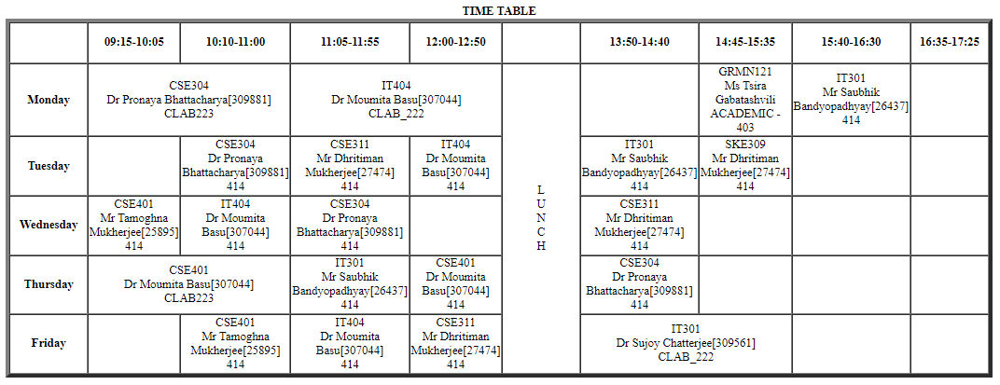 TIME TABLE
09:15-10:05 10:10-11:00 11:05-11:55 12:00-12:50 13:50-14:40 14:45-15:35 15:40-16:30 16:35-17:25
L
U
N
C
H
Monday
CSE304
Dr Pronaya Bhattacharya[309881]
CLAB223
IT404
Dr Moumita Basu[307044]
CLAB_222
GRMN121
Ms Tsira
Gabatashvili
ACADEMIC -
403
IT301
Mr Saubhik
Bandyopadhyay[26437]
414
Tuesday
CSE304
Dr Pronaya
Bhattacharya[309881]
414
CSE311
Mr Dhritiman
Mukherjee[27474]
414
IT404
Dr Moumita
Basu[307044]
414
IT301
Mr Saubhik
Bandyopadhyay[26437]
414
SKE309
Mr Dhritiman
Mukherjee[27474]
414
Wednesday
CSE401
Mr Tamoghna
Mukherjee[25895]
414
IT404
Dr Moumita
Basu[307044]
414
CSE304
Dr Pronaya
Bhattacharya[309881]
414
CSE311
Mr Dhritiman
Mukherjee[27474]
414
Thursday
CSE401
Dr Moumita Basu[307044]
CLAB223
IT301
Mr Saubhik
Bandyopadhyay[26437]
414
CSE401
Dr Moumita
Basu[307044]
414
CSE304
Dr Pronaya
Bhattacharya[309881]
414
Friday
CSE401
Mr Tamoghna
Mukherjee[25895]
414
IT404
Dr Moumita
Basu[307044]
414
CSE311
Mr Dhritiman
Mukherjee[27474]
414
IT301
Dr Sujoy Chatterjee[309561]
CLAB_222